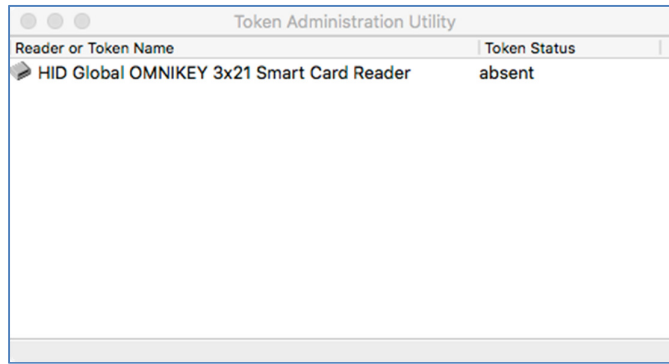 Token Administration Utility
Reader or Token Name Token Status
HID Global OMNIKEY 3x21 Smart Card Reader absent